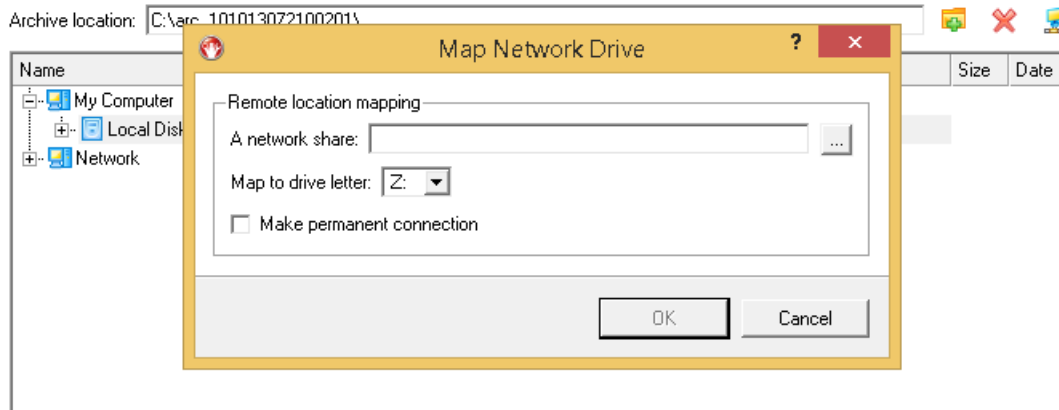 Archive location: C:\arc_101013072100201\
Map Network Drive ?
Name Size Date
Remote location mapping
My Computer
Local Disk
A network share: ...
Network
Map to drive letter: Z:
Make permanent connection
OK Cancel